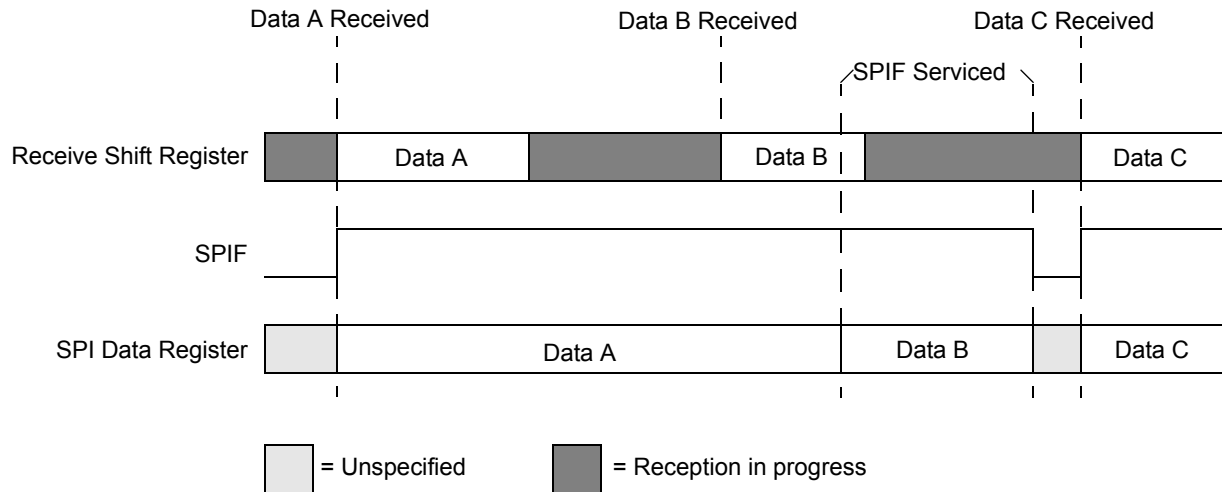 Data A Received
Data B Received
Data C Received
SPIF Serviced
Receive Shift Register
Data A
Data B
Data C
SPIF
SPI Data Register
Data A
Data B
Data C
= Unspecified
= Reception in progress